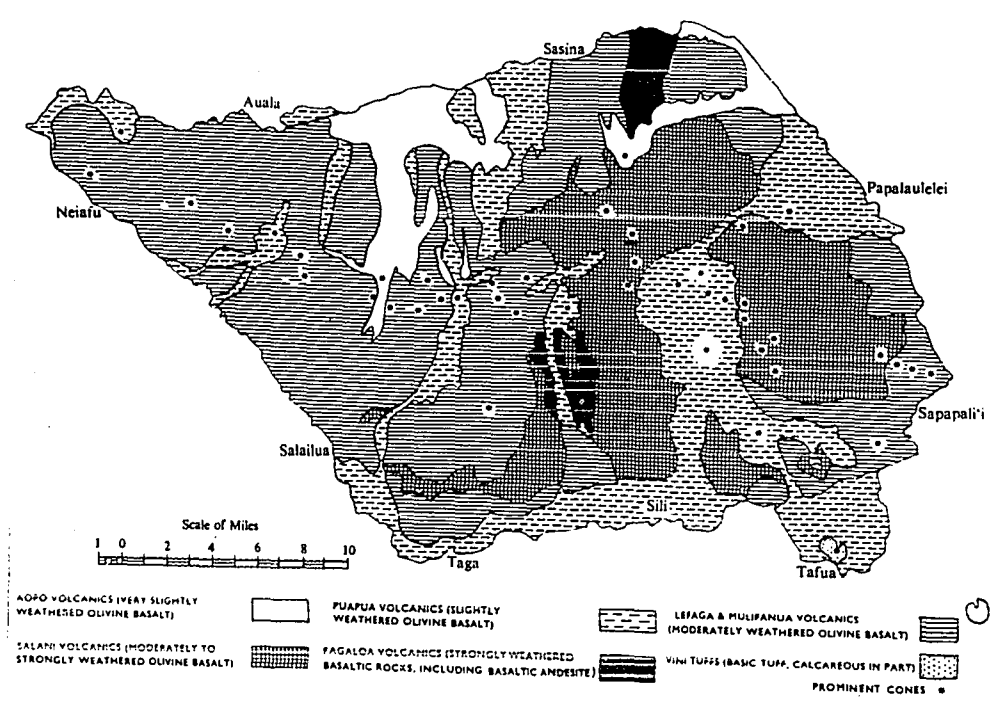 Sasina
Auala
Papalaulelei
Neiafu
Sapapali'i
Salailua
Sili
Scale of Miles
1 0 2 4 6 8 10
Taga
Tafua
AOPO VOLCANICS (VERY SLIGHTLY
WEATHERED OLIVINE BASALT)
PUAPUA VOLCANICS (SLIGHTLY
WEATHERED OLIVINE BASALT)
LEFAGA & MULIFANUA VOLCANICS
(MODERATELY WEATHERED OLIVINE BASALT)
SALANI VOLCANICS (MODERATELY TO
STRONGLY WEATHERED OLIVINE BASALT)
FAGALOA VOLCANICS (STRONGLY WEATHERED
BASALTIC ROCKS, INCLUDING BASALTIC ANDESITE)
VINI TUFFS (BASIC TUFF, CALCAREOUS IN PART)
PROMINENT CONES